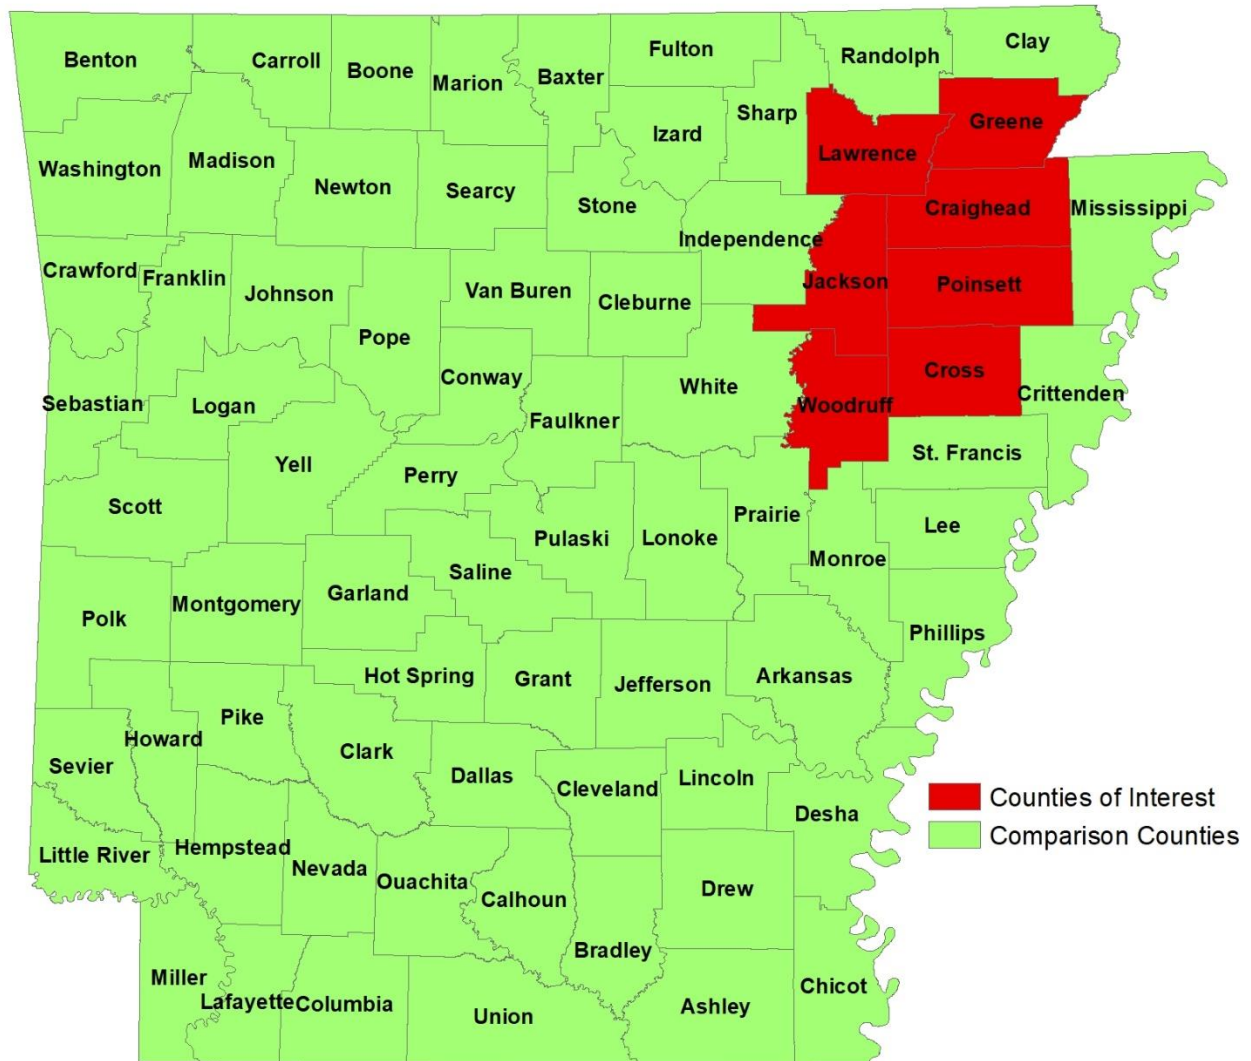 Benton
Carroll
Boone
Marion
Baxter
Fulton
Randolph
Clay
Washington
Madison
Newton
Searcy
Stone
Izard
Sharp
Lawrence
Greene
Craighead
Mississippi
Independence
Crawford
Franklin
Johnson
Pope
Van Buren
Cleburne
Jackson
Poinsett
Sebastian
Logan
Conway
Faulkner
White
Woodruff
Cross
Crittenden
Scott
Yell
Perry
Pulaski
Lonoke
Prairie
Monroe
St. Francis
Lee
Polk
Montgomery
Garland
Saline
Hot Spring
Grant
Jefferson
Arkansas
Phillips
Sevier
Howard
Pike
Clark
Dallas
Cleveland
Lincoln
Desha
Counties of Interest
Comparison Counties
Little River
Hempstead
Nevada
Ouachita
Calhoun
Bradley
Drew
Miller
Lafayette
Columbia
Union
Ashley
Chicot